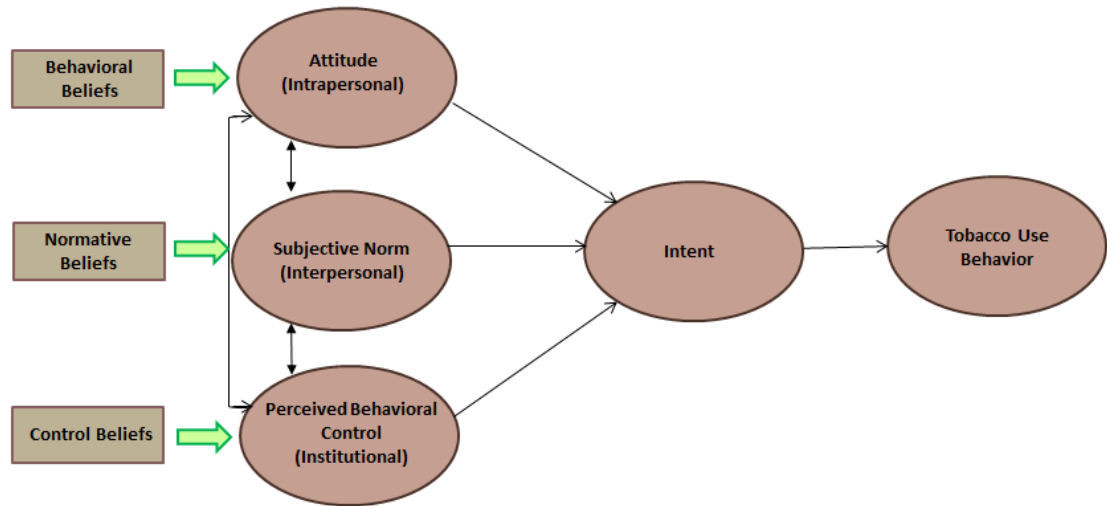 Behavioral
Beliefs
Attitude
(Intrapersonal)
Normative
Beliefs
Subjective Norm
(Interpersonal)
Intent
Tobacco Use
Behavior
Control Beliefs
Perceived Behavioral
Control
(Institutional)